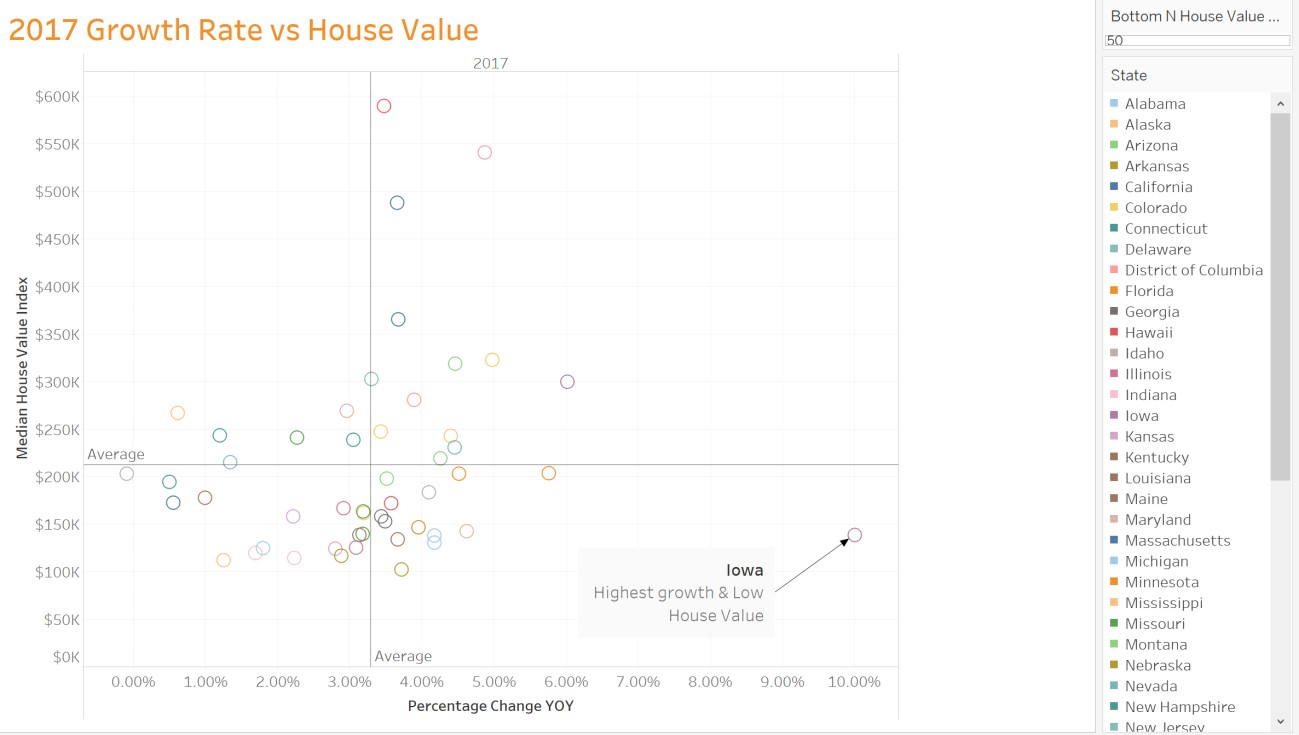 2017 Growth Rate vs House Value
2017
Median House Value Index
$600K
$550K
$500K
$450K
$400K
$350K
$300K
$250K
$200K
$150K
$100K
$50K
$0K
Average
Average
Iowa
Highest growth & Low
House Value
0.00% 1.00% 2.00% 3.00% 4.00% 5.00% 6.00% 7.00% 8.00% 9.00% 10.00%
Percentage Change YOY
Bottom N House Value ...
50
State
Alabama
Alaska
Arizona
Arkansas
California
Colorado
Connecticut
Delaware
District of Columbia
Florida
Georgia
Hawaii
Idaho
Illinois
Indiana
Iowa
Kansas
Kentucky
Louisiana
Maine
Maryland
Massachusetts
Michigan
Minnesota
Mississippi
Missouri
Montana
Nebraska
Nevada
New Hampshire
New Jersey